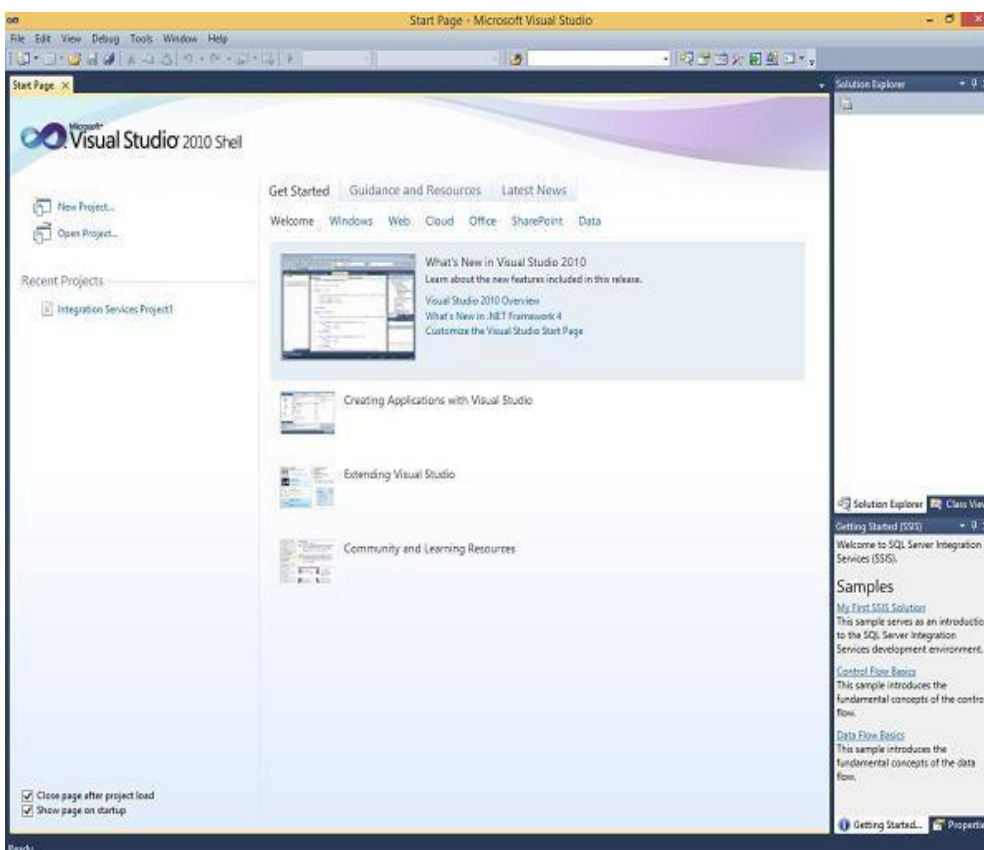 Start Page - Microsoft Visual Studio
File Edit View Debug Tools Window Help
Start Page
Microsoft
Visual Studio 2010 Shell
New Project...
Open Project...
Recent Projects
Integration Services Project1
Close page after project load
Show page on startup
Get Started Guidance and Resources Latest News
Welcome Windows Web Cloud Office SharePoint Data
What's New in Visual Studio 2010
Learn about the new features included in this release.
Visual Studio 2010 Overview
What's New in .NET Framework 4
Customize the Visual Studio Start Page
Creating Applications with Visual Studio
Extending Visual Studio
Community and Learning Resources
Solution Explorer
Solution Explorer Class View
Getting Started (SSIS)
Welcome to SQL Server Integration
Services (SSIS).
Samples
My First SSIS Solution
This sample serves as an introductio
to the SQL Server Integration
Services development environment.
Control Flow Basics
This sample introduces the
fundamental concepts of the contro
flow.
Data Flow Basics
This sample introduces the
fundamental concepts of the data
flow.
Getting Started... Propertie
Ready